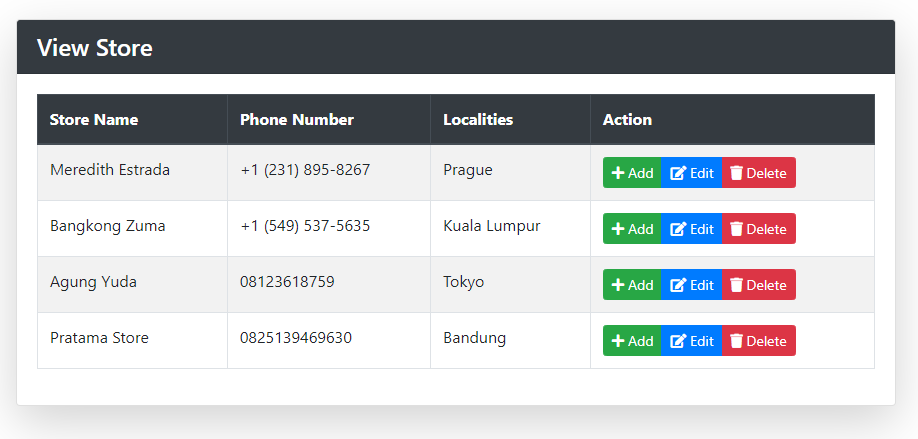 View Store
Store Name Phone Number Localities Action
Meredith Estrada +1 (231) 895-8267 Prague Add Edit Delete
Bangkong Zuma +1 (549) 537-5635 Kuala Lumpur Add Edit Delete
Agung Yuda 08123618759 Tokyo Add Edit Delete
Pratama Store 0825139469630 Bandung Add Edit Delete